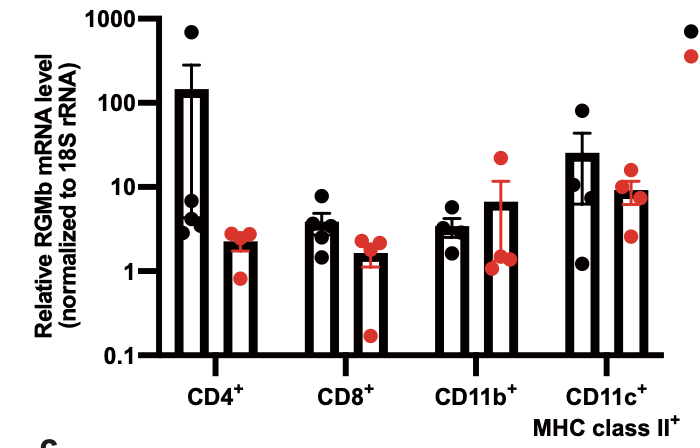 Relative RGMb mRNA level
(normalized to 18S rRNA)
1000
100
10
1
0.1
CD4+
CD8+
CD11b+
CD11c+
MHC class II+